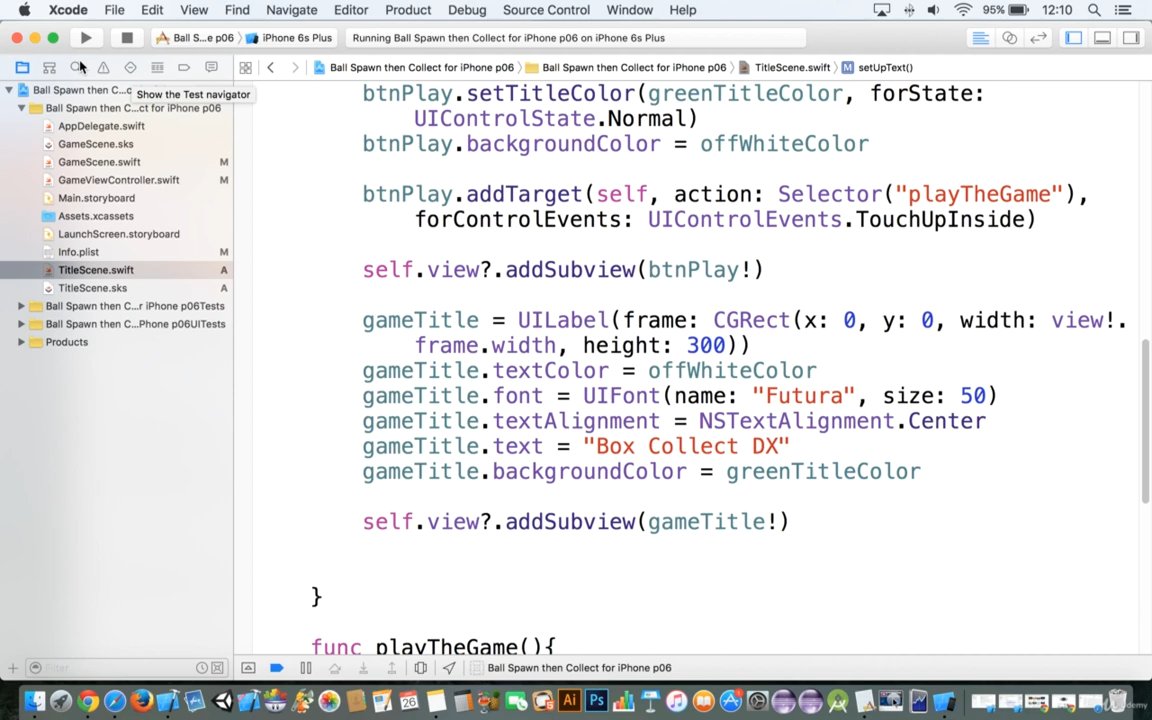 Xcode File Edit View Find Navigate Editor Product Debug Source Control Window Help 95% 12:10
Ball S...e p06 iPhone 6s Plus Running Ball Spawn then Collect for iPhone p06 on iPhone 6s Plus
Ball Spawn then Collect for iPhone p06 Ball Spawn then Collect for iPhone p06 TitleScene.swift M setUpText()
Show the Test navigator
Ball Spawn then C...
Ball Spawn then C...ct for iPhone p06
AppDelegate.swift
GameScene.sks
GameScene.swift M
GameViewController.swift M
Main.storyboard
Assets.xcassets
LaunchScreen.storyboard
Info.plist M
TitleScene.swift A
TitleScene.sks A
Ball Spawn then C...r iPhone p06Tests
Ball Spawn then C...Phone p06UITests
Products
Filter
btnPlay.setTitleColor(greenTitleColor, forState:
UIControlState.Normal)
btnPlay.backgroundColor = offWhiteColor
btnPlay.addTarget(self, action: Selector("playTheGame"),
forControlEvents: UIControlEvents.TouchUpInside)
self.view?.addSubview(btnPlay!)
gameTitle = UILabel(frame: CGRect(x: 0, y: 0, width: view!.
frame.width, height: 300))
gameTitle.textColor = offWhiteColor
gameTitle.font = UIFont(name: "Futura", size: 50)
gameTitle.textAlignment = NSTextAlignment.Center
gameTitle.text = "Box Collect DX"
gameTitle.backgroundColor = greenTitleColor
self.view?.addSubview(gameTitle!)
}
func playTheGame(){
Ball Spawn then Collect for iPhone p06
Ai Ps
26